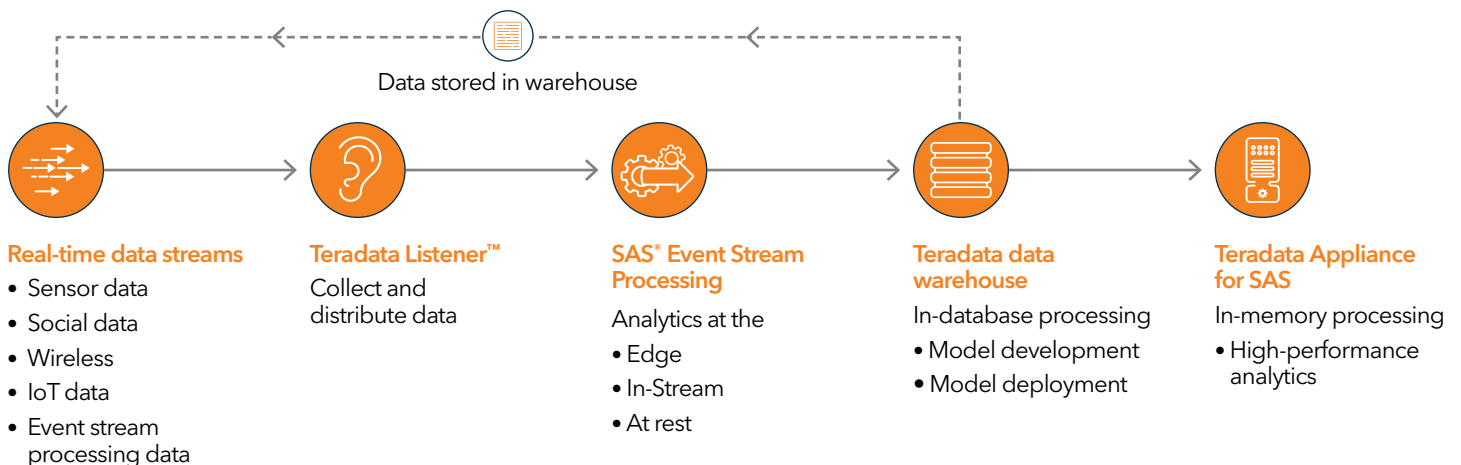 Data stored in warehouse
Real-time data streams
• Sensor data
• Social data
• Wireless
• IoT data
• Event stream
processing data
Teradata Listener™
Collect and
distribute data
SAS® Event Stream
Processing
Analytics at the
• Edge
• In-Stream
• At rest
Teradata data
warehouse
In-database processing
• Model development
• Model deployment
Teradata Appliance
for SAS
In-memory processing
• High-performance
analytics